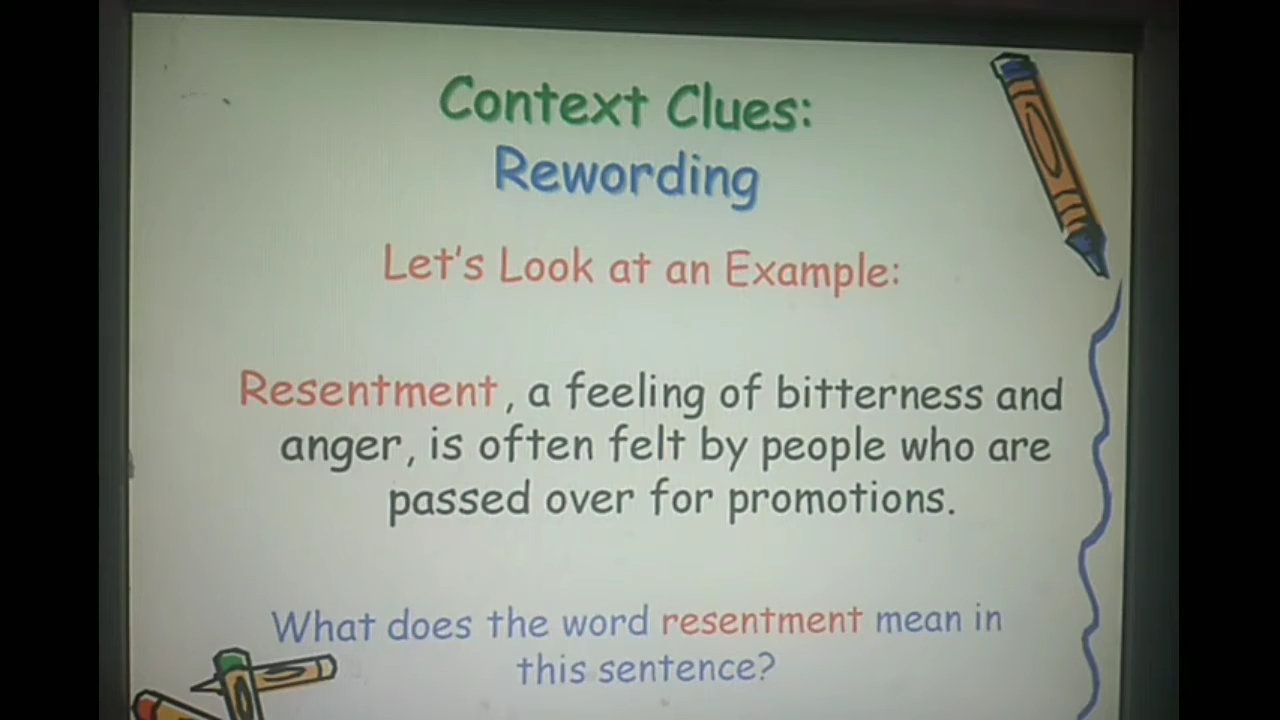 Context Clues:
Rewording
Let's Look at an Example:
Resentment, a feeling of bitterness and
anger, is often felt by people who are
passed over for promotions.
What does the word resentment mean in
this sentence?